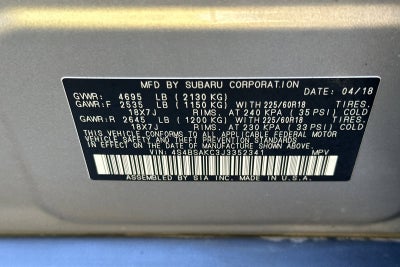 MFD BY SUBARU CORPORATION DATE: 04/18
GVWR: 4695 LB (2130 KG)
GAWR:F 2535 LB (1150 KG) WITH 225/60R18 TIRES.
18X7J RIMS. AT 240 KPA (35 PSI) COLD
GAWR:R 2645 LB (1200 KG) WITH 225/60R18 TIRES.
18X7J RIMS. AT 230 KPA (33 PSI) COLD
THIS VEHICLE CONFORMS TO ALL APPLICABLE FEDERAL MOTOR
VEHICLE SAFETY, BUMPER AND THEFT PREVENTION STANDARDS
IN EFFECT ON THE DATE OF MANUFACTURE SHOWN ABOVE.
VIN: 4S4BSAKC3J3352341 MPV
BY SIA INC. MADE IN U.S.A.